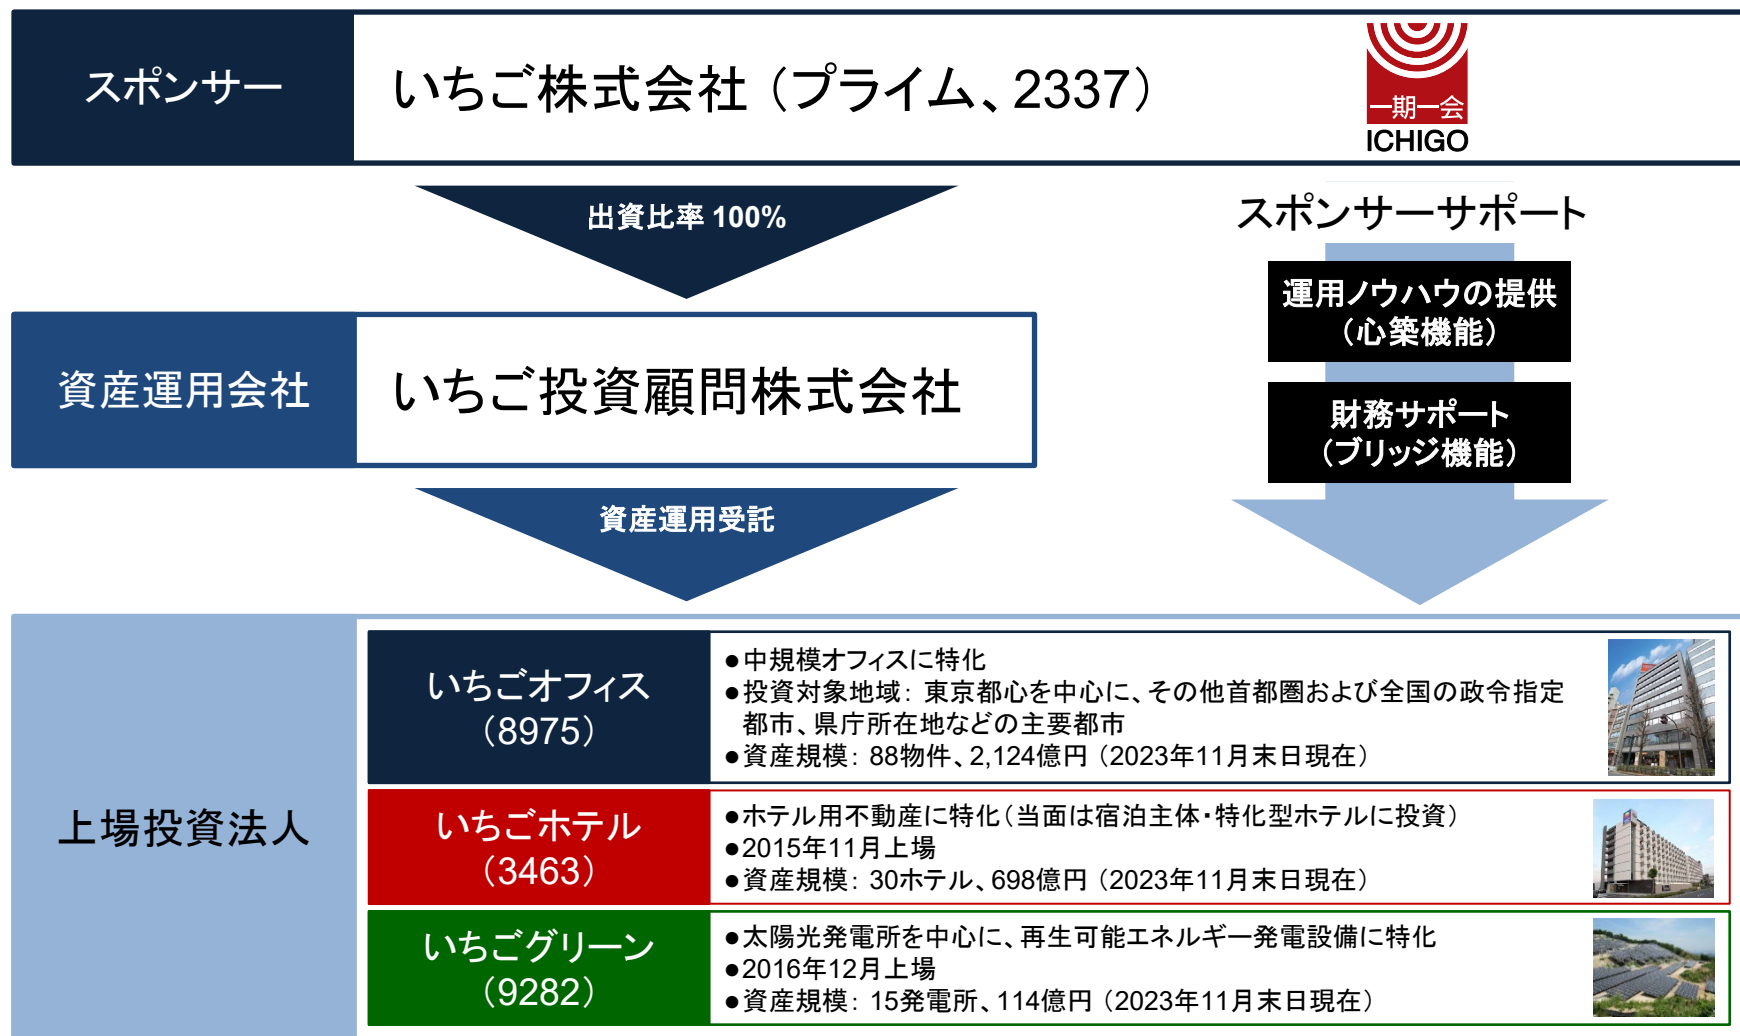 スポンサー
いちご株式会社（プライム、2337）
一期一会
ICHIGO
出資比率 100%
スポンサーサポート
運用ノウハウの提供
（心築機能）
財務サポート
（ブリッジ機能）
資産運用会社
いちご投資顧問株式会社
資産運用受託
上場投資法人
いちごオフィス
（8975）
●中規模オフィスに特化
●投資対象地域： 東京都心を中心に、その他首都圏および全国の政令指定
都市、県庁所在地などの主要都市
●資産規模： 88物件、2,124億円（2023年11月末日現在）
いちごホテル
（3463）
●ホテル用不動産に特化（当面は宿泊主体・特化型ホテルに投資）
●2015年11月上場
●資産規模： 30ホテル、698億円（2023年11月末日現在）
いちごグリーン
（9282）
●太陽光発電所を中心に、再生可能エネルギー発電設備に特化
●2016年12月上場
●資産規模： 15発電所、114億円（2023年11月末日現在）